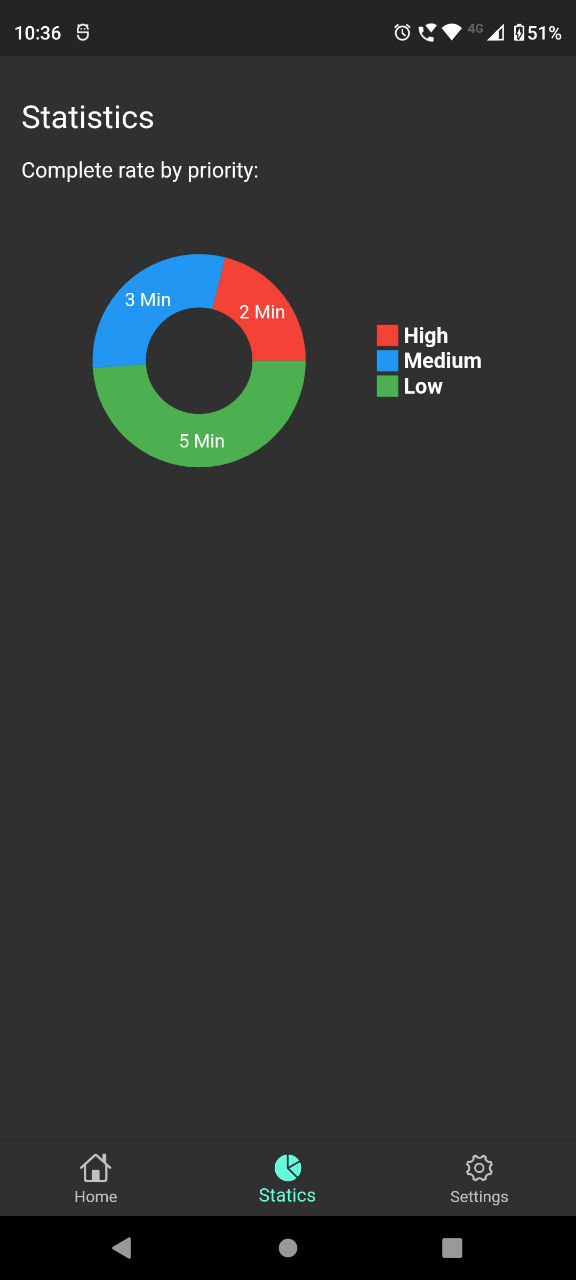 10:36 4G 51%
Statistics
Complete rate by priority:
3 Min
2 Min
5 Min
High
Medium
Low
Home
Statics
Settings